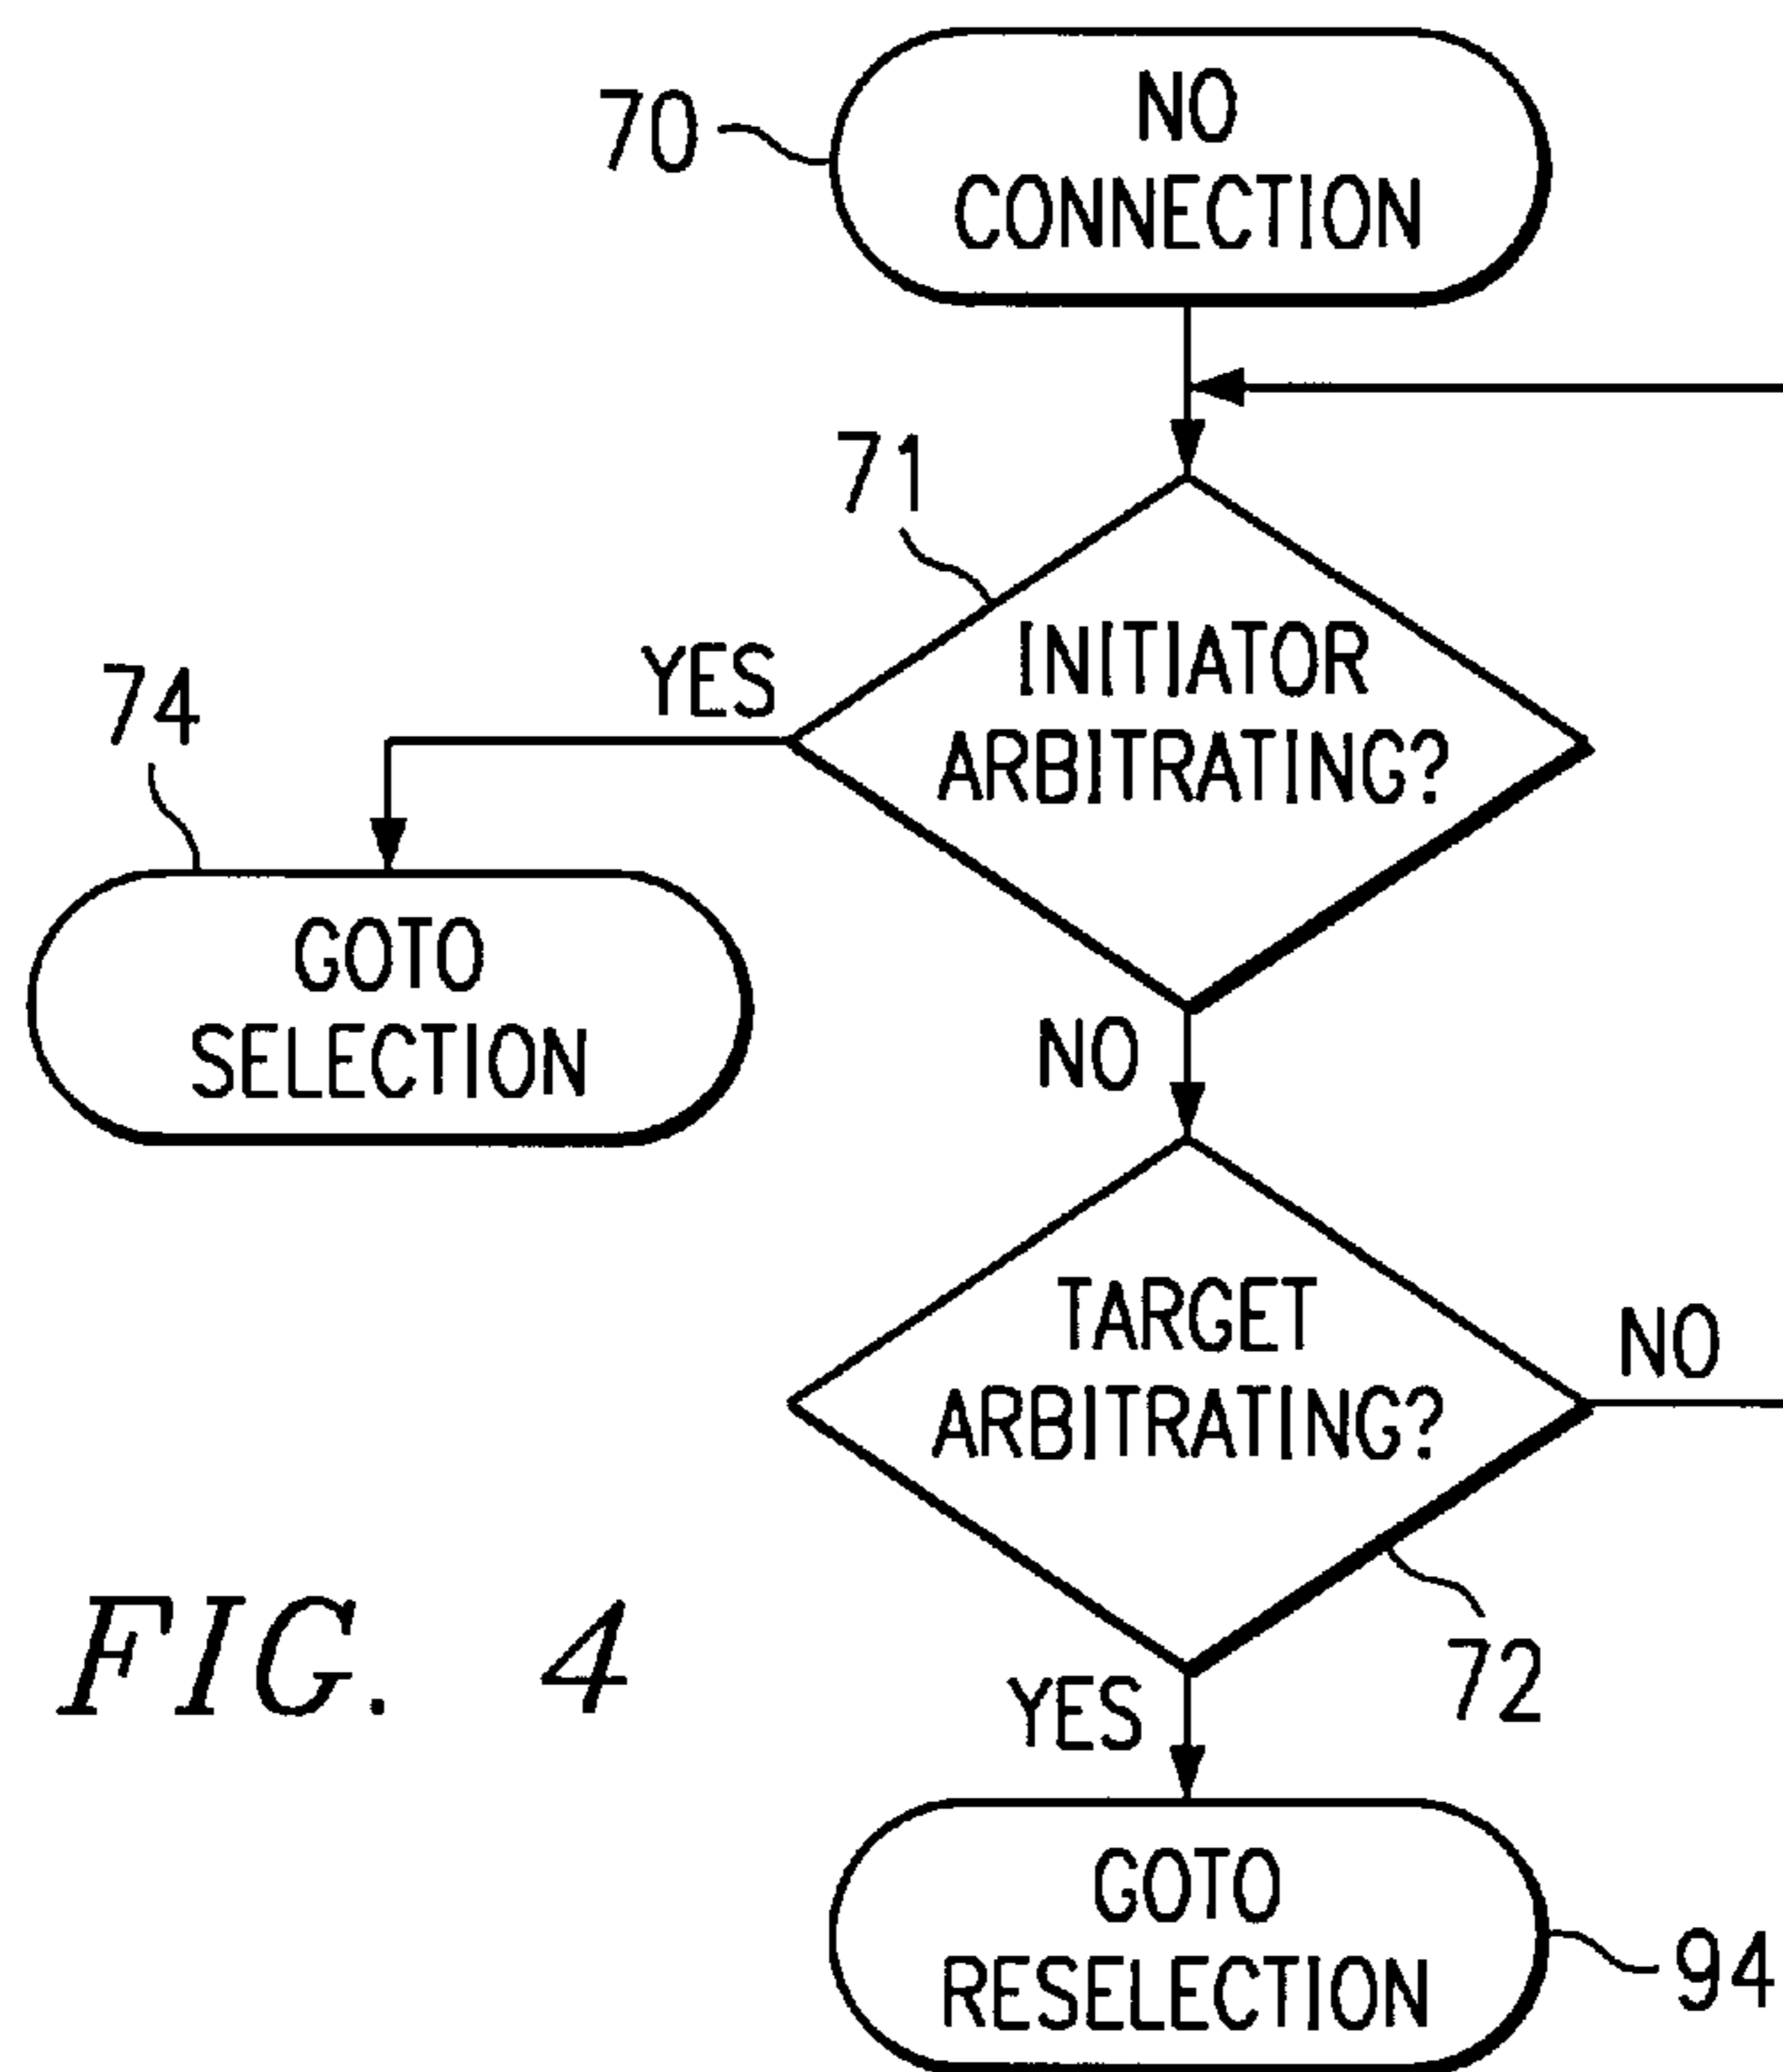 70
NO
CONNECTION
71
INITIATOR
ARBITRATING?
YES
74
GOTO
SELECTION
NO
TARGET
ARBITRATING?
NO
72
YES
FIG. 4
GOTO
RESELECTION
94